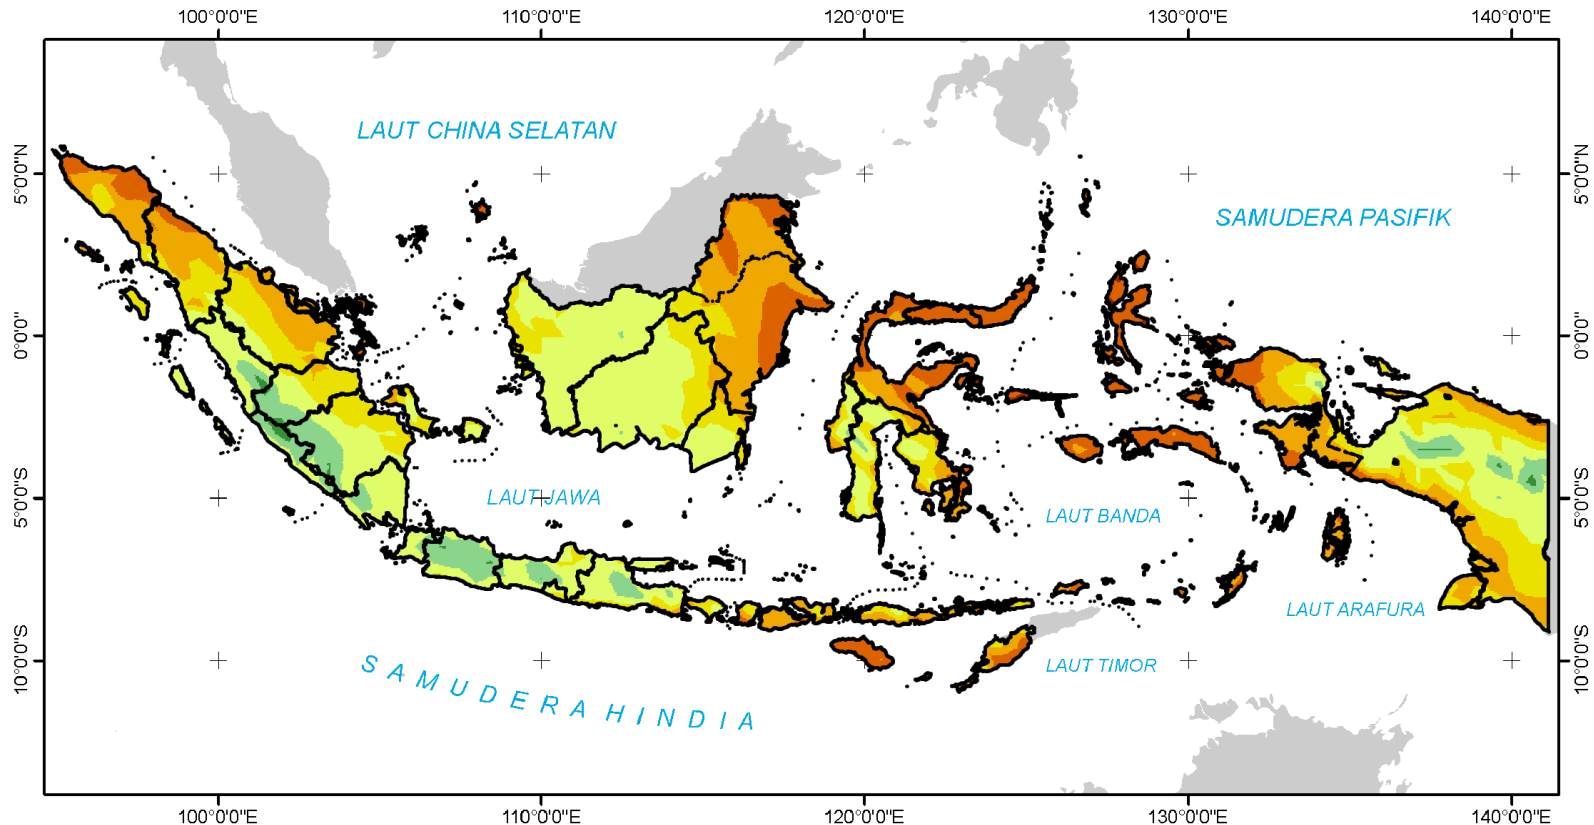 100°0'0"E 110°0'0"E 120°0'0"E 130°0'0"E 140°0'0"E
LAUT CHINA SELATAN
5°0'0"N 5°0'0"N
SAMUDERA PASIFIK
0°0'0" 0°0'0"
LAUT JAWA
5°0'0"S 5°0'0"S
LAUT BANDA
LAUT ARAFURA
10°0'0"S 10°0'0"S
LAUT TIMOR
SAMUDERA HINDIA
100°0'0"E 110°0'0"E 120°0'0"E 130°0'0"E 140°0'0"E